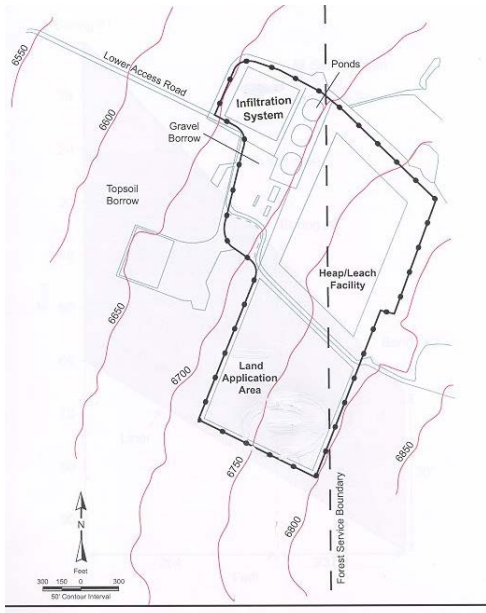 6550
Lower Access Road
6600
Ponds
Infiltration
System
Gravel
Borrow
Topsoil
Borrow
Heap/Leach
Facility
6650
6700
Land
Application
Area
6750
6800
6850
Forest Service Boundary
N
Feet
300 150 0 300
50' Contour Interval